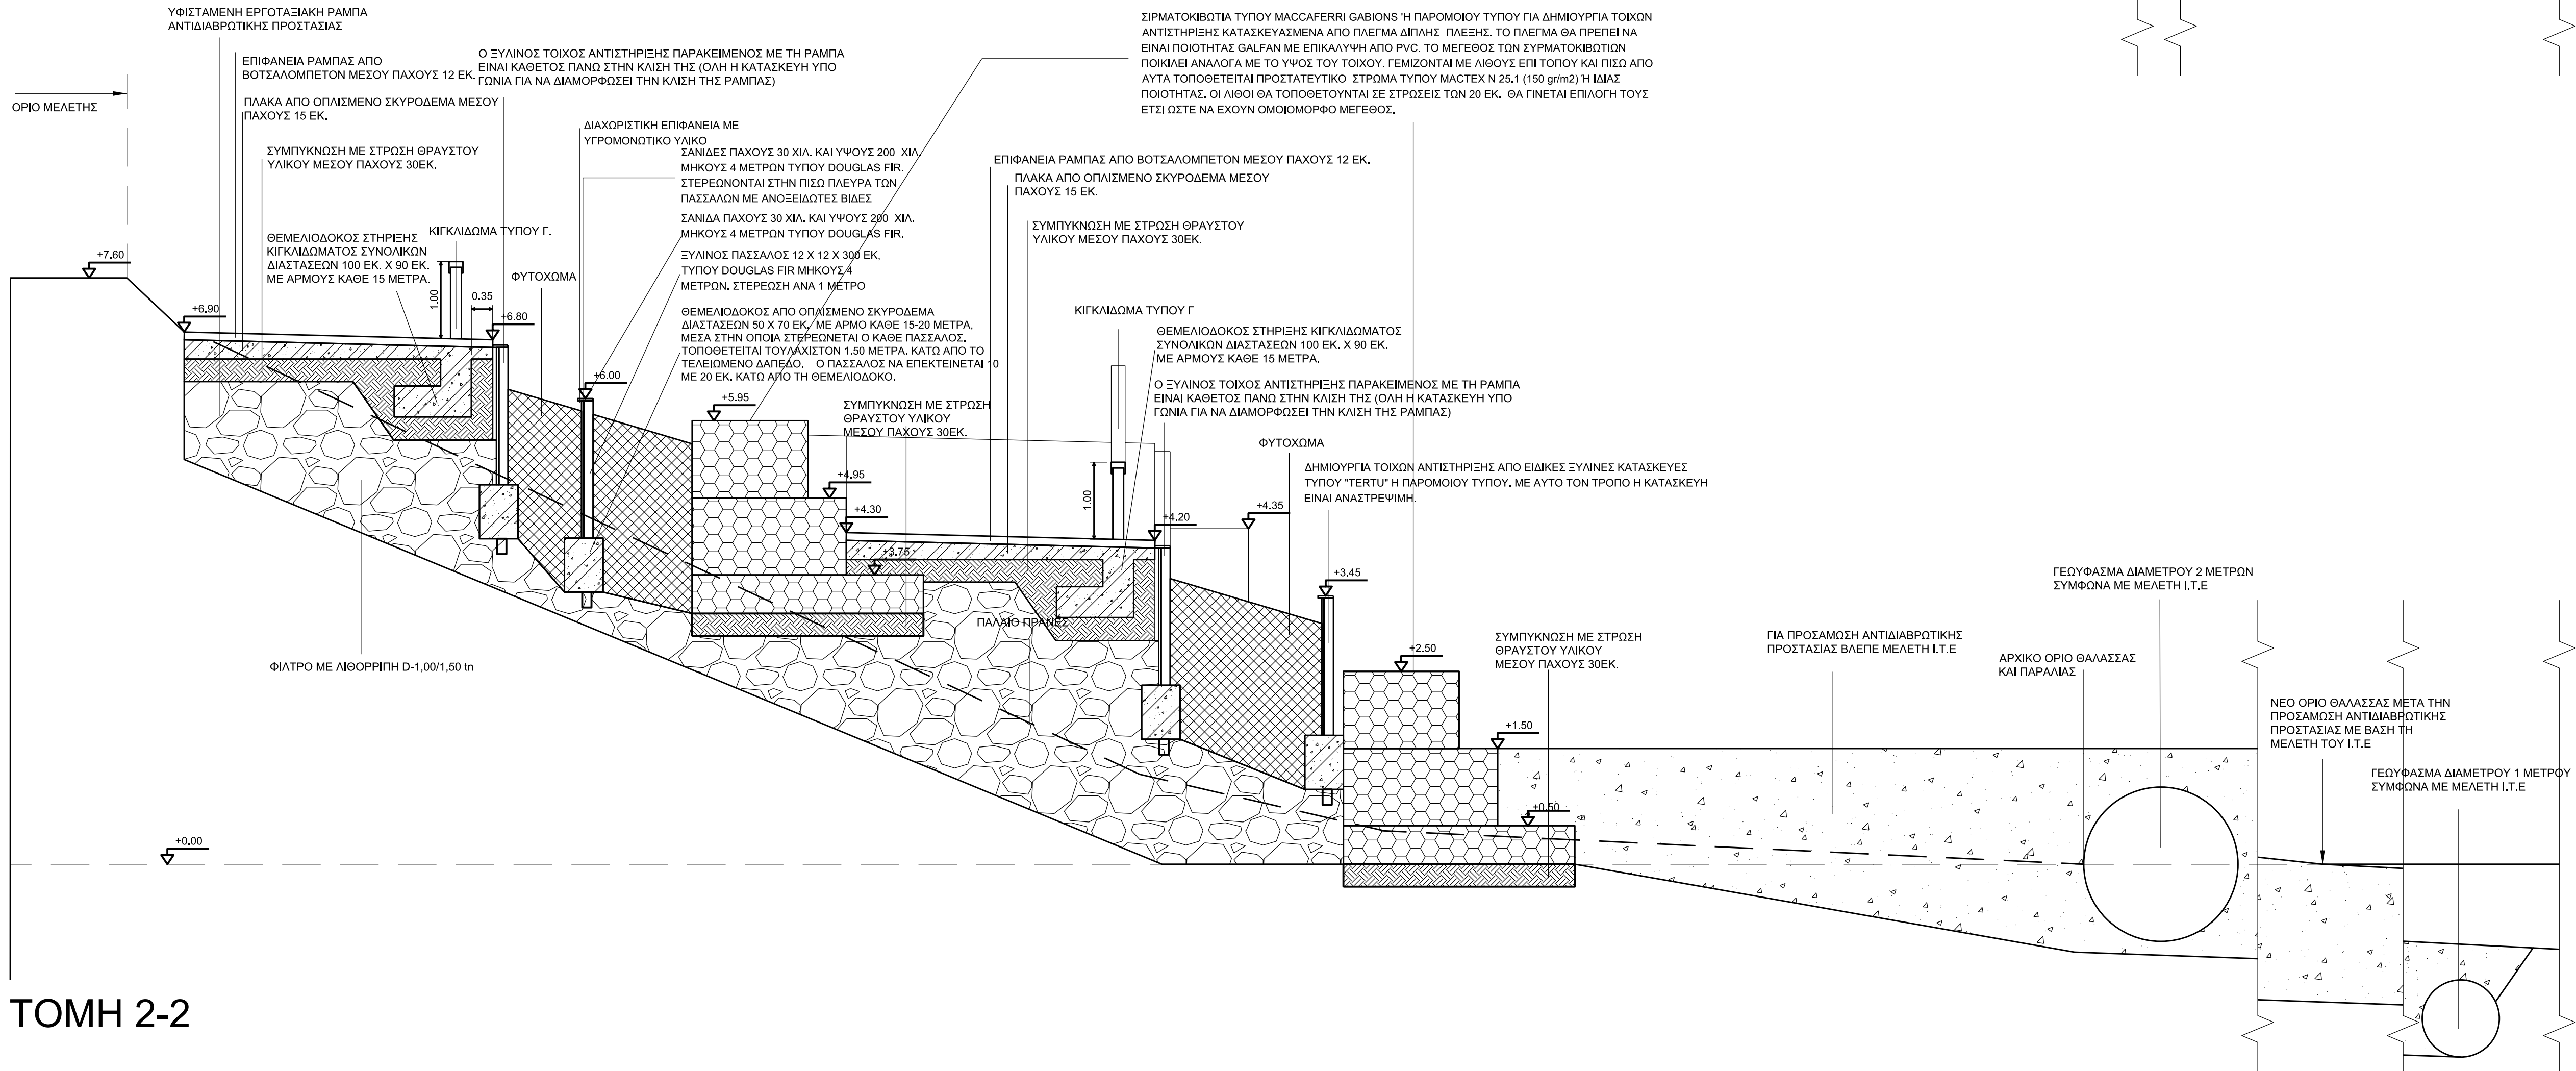 ΥΦΙΣΤΑΜΕΝΗ ΕΡΓΟΤΑΞΙΑΚΗ ΡΑΜΠΑ
ΑΝΤΙΔΙΑΒΡΩΤΙΚΗΣ ΠΡΟΣΤΑΣΙΑΣ
ΕΠΙΦΑΝΕΙΑ ΡΑΜΠΑΣ ΑΠΟ
ΒΟΤΣΑΛΟΜΠΕΤΟΝ ΜΕΣΟΥ ΠΑΧΟΥΣ 12 ΕΚ.
ΟΡΙΟ ΜΕΛΕΤΗΣ
ΠΛΑΚΑ ΑΠΟ ΟΠΛΙΣΜΕΝΟ ΣΚΥΡΟΔΕΜΑ ΜΕΣΟΥ
ΠΑΧΟΥΣ 15 ΕΚ.
ΣΥΜΠΥΚΝΩΣΗ ΜΕ ΣΤΡΩΣΗ ΘΡΑΥΣΤΟΥ
ΥΛΙΚΟΥ ΜΕΣΟΥ ΠΑΧΟΥΣ 30ΕΚ.
ΘΕΜΕΛΙΟΔΟΚΟΣ ΣΤΗΡΙΞΗΣ
ΚΙΓΚΛΙΔΩΜΑΤΟΣ ΣΥΝΟΛΙΚΩΝ
ΔΙΑΣΤΑΣΕΩΝ 100 ΕΚ. Χ 90 ΕΚ.
ΜΕ ΑΡΜΟΥΣ ΚΑΘΕ 15 ΜΕΤΡΑ.
ΚΙΓΚΛΙΔΩΜΑ ΤΥΠΟΥ Γ.
Ο ΞΥΛΙΝΟΣ ΤΟΙΧΟΣ ΑΝΤΙΣΤΗΡΙΞΗΣ ΠΑΡΑΚΕΙΜΕΝΟΣ ΜΕ ΤΗ ΡΑΜΠΑ
ΕΙΝΑΙ ΚΑΘΕΤΟΣ ΠΑΝΩ ΣΤΗΝ ΚΛΙΣΗ ΤΗΣ (ΟΛΗ Η ΚΑΤΑΣΚΕΥΗ ΥΠΟ
ΓΩΝΙΑ ΓΙΑ ΝΑ ΔΙΑΜΟΡΦΩΣΕΙ ΤΗΝ ΚΛΙΣΗ ΤΗΣ ΡΑΜΠΑΣ)
ΦΥΤΟΧΩΜΑ
ΔΙΑΧΩΡΙΣΤΙΚΗ ΕΠΙΦΑΝΕΙΑ ΜΕ
ΥΓΡΟΜΟΝΩΤΙΚΟ ΥΛΙΚΟ
ΣΑΝΙΔΕΣ ΠΑΧΟΥΣ 30 ΧΙΛ. ΚΑΙ ΥΨΟΥΣ 200 ΧΙΛ.
ΜΗΚΟΥΣ 4 ΜΕΤΡΩΝ ΤΥΠΟΥ DOUGLAS FIR.
ΣΤΕΡΕΩΝΟΝΤΑΙ ΣΤΗΝ ΠΙΣΩ ΠΛΕΥΡΑ ΤΩΝ
ΠΑΣΣΑΛΩΝ ΜΕ ΑΝΟΞΕΙΔΩΤΕΣ ΒΙΔΕΣ
ΣΑΝΙΔΑ ΠΑΧΟΥΣ 30 ΧΙΛ. ΚΑΙ ΥΨΟΥΣ 200 ΧΙΛ.
ΜΗΚΟΥΣ 4 ΜΕΤΡΩΝ ΤΥΠΟΥ DOUGLAS FIR.
ΞΥΛΙΝΟΣ ΠΑΣΣΑΛΟΣ 12 Χ 12 Χ 300 ΕΚ,
ΤΥΠΟΥ DOUGLAS FIR ΜΗΚΟΥΣ 4
ΜΕΤΡΩΝ. ΣΤΕΡΕΩΣΗ ΑΝΑ 1 ΜΕΤΡΟ
ΘΕΜΕΛΙΟΔΟΚΟΣ ΑΠΟ ΟΠΛΙΣΜΕΝΟ ΣΚΥΡΟΔΕΜΑ
ΔΙΑΣΤΑΣΕΩΝ 50 Χ 70 ΕΚ. ΜΕ ΑΡΜΟ ΚΑΘΕ 15-20 ΜΕΤΡΑ,
ΜΕΣΑ ΣΤΗΝ ΟΠΟΙΑ ΣΤΕΡΕΩΝΕΤΑΙ Ο ΚΑΘΕ ΠΑΣΣΑΛΟΣ.
ΤΟΠΟΘΕΤΕΙΤΑΙ ΤΟΥΛΑΧΙΣΤΟΝ 1.50 ΜΕΤΡΑ. ΚΑΤΩ ΑΠΟ ΤΟ
ΤΕΛΕΙΩΜΕΝΟ ΔΑΠΕΔΟ. Ο ΠΑΣΣΑΛΟΣ ΝΑ ΕΠΕΚΤΕΙΝΕΤΑΙ 10
ΜΕ 20 ΕΚ. ΚΑΤΩ ΑΠΟ ΤΗ ΘΕΜΕΛΙΟΔΟΚΟ.
ΣΙΡΜΑΤΟΚΙΒΩΤΙΑ ΤΥΠΟΥ MACCAFERRI GABIONS Ή ΠΑΡΟΜΟΙΟΥ ΤΥΠΟΥ ΓΙΑ ΔΗΜΙΟΥΡΓΙΑ ΤΟΙΧΩΝ
ΑΝΤΙΣΤΗΡΙΞΗΣ ΚΑΤΑΣΚΕΥΑΣΜΕΝΑ ΑΠΟ ΠΛΕΓΜΑ ΔΙΠΛΗΣ ΠΛΕΞΗΣ. ΤΟ ΠΛΕΓΜΑ ΘΑ ΠΡΕΠΕΙ ΝΑ
ΕΙΝΑΙ ΠΟΙΟΤΗΤΑΣ GALFAN ΜΕ ΕΠΙΚΑΛΥΨΗ ΑΠΟ PVC. ΤΟ ΜΕΓΕΘΟΣ ΤΩΝ ΣΥΡΜΑΤΟΚΙΒΩΤΙΩΝ
ΠΟΙΚΙΛΕΙ ΑΝΑΛΟΓΑ ΜΕ ΤΟ ΥΨΟΣ ΤΟΥ ΤΟΙΧΟΥ. ΓΕΜΙΖΟΝΤΑΙ ΜΕ ΛΙΘΟΥΣ ΕΠΙ ΤΟΠΟΥ ΚΑΙ ΠΙΣΩ ΑΠΟ
ΑΥΤΑ ΤΟΠΟΘΕΤΕΙΤΑΙ ΠΡΟΣΤΑΤΕΥΤΙΚΟ ΣΤΡΩΜΑ ΤΥΠΟΥ MACTEX N 25.1 (150 gr/m2) Ή ΙΔΙΑΣ
ΠΟΙΟΤΗΤΑΣ. ΟΙ ΛΙΘΟΙ ΘΑ ΤΟΠΟΘΕΤΟΥΝΤΑΙ ΣΕ ΣΤΡΩΣΕΙΣ ΤΩΝ 20 ΕΚ. ΘΑ ΓΙΝΕΤΑΙ ΕΠΙΛΟΓΗ ΤΟΥΣ
ΕΤΣΙ ΩΣΤΕ ΝΑ ΕΧΟΥΝ ΟΜΟΙΟΜΟΡΦΟ ΜΕΓΕΘΟΣ.
ΕΠΙΦΑΝΕΙΑ ΡΑΜΠΑΣ ΑΠΟ ΒΟΤΣΑΛΟΜΠΕΤΟΝ ΜΕΣΟΥ ΠΑΧΟΥΣ 12 ΕΚ.
ΠΛΑΚΑ ΑΠΟ ΟΠΛΙΣΜΕΝΟ ΣΚΥΡΟΔΕΜΑ ΜΕΣΟΥ
ΠΑΧΟΥΣ 15 ΕΚ.
ΣΥΜΠΥΚΝΩΣΗ ΜΕ ΣΤΡΩΣΗ ΘΡΑΥΣΤΟΥ
ΥΛΙΚΟΥ ΜΕΣΟΥ ΠΑΧΟΥΣ 30ΕΚ.
ΚΙΓΚΛΙΔΩΜΑ ΤΥΠΟΥ Γ
ΘΕΜΕΛΙΟΔΟΚΟΣ ΣΤΗΡΙΞΗΣ ΚΙΓΚΛΙΔΩΜΑΤΟΣ
ΣΥΝΟΛΙΚΩΝ ΔΙΑΣΤΑΣΕΩΝ 100 ΕΚ. Χ 90 ΕΚ.
ΜΕ ΑΡΜΟΥΣ ΚΑΘΕ 15 ΜΕΤΡΑ.
Ο ΞΥΛΙΝΟΣ ΤΟΙΧΟΣ ΑΝΤΙΣΤΗΡΙΞΗΣ ΠΑΡΑΚΕΙΜΕΝΟΣ ΜΕ ΤΗ ΡΑΜΠΑ
ΕΙΝΑΙ ΚΑΘΕΤΟΣ ΠΑΝΩ ΣΤΗΝ ΚΛΙΣΗ ΤΗΣ (ΟΛΗ Η ΚΑΤΑΣΚΕΥΗ ΥΠΟ
ΓΩΝΙΑ ΓΙΑ ΝΑ ΔΙΑΜΟΡΦΩΣΕΙ ΤΗΝ ΚΛΙΣΗ ΤΗΣ ΡΑΜΠΑΣ)
ΣΥΜΠΥΚΝΩΣΗ ΜΕ ΣΤΡΩΣΗ
ΘΡΑΥΣΤΟΥ ΥΛΙΚΟΥ
ΜΕΣΟΥ ΠΑΧΟΥΣ 30ΕΚ.
ΦΥΤΟΧΩΜΑ
ΔΗΜΙΟΥΡΓΙΑ ΤΟΙΧΩΝ ΑΝΤΙΣΤΗΡΙΞΗΣ ΑΠΟ ΕΙΔΙΚΕΣ ΞΥΛΙΝΕΣ ΚΑΤΑΣΚΕΥΕΣ
ΤΥΠΟΥ "TERTU" Η ΠΑΡΟΜΟΙΟΥ ΤΥΠΟΥ. ΜΕ ΑΥΤΟ ΤΟΝ ΤΡΟΠΟ Η ΚΑΤΑΣΚΕΥΗ
ΕΙΝΑΙ ΑΝΑΣΤΡΕΨΙΜΗ.
+7.60
+6.90
1.00
0.35
+6.80
+6.00
+5.95
+4.95
+4.30
+3.75
1.00
+4.20
+4.35
+3.45
ΠΑΛΑΙΟ ΠΡΑΝΕΣ
ΦΙΛΤΡΟ ΜΕ ΛΙΘΟΡΡΙΠΗ D-1,00/1,50 tn
+2.50
+1.50
+0.50
+0.00
ΣΥΜΠΥΚΝΩΣΗ ΜΕ ΣΤΡΩΣΗ
ΘΡΑΥΣΤΟΥ ΥΛΙΚΟΥ
ΜΕΣΟΥ ΠΑΧΟΥΣ 30ΕΚ.
ΓΙΑ ΠΡΟΣΑΜΩΣΗ ΑΝΤΙΔΙΑΒΡΩΤΙΚΗΣ
ΠΡΟΣΤΑΣΙΑΣ ΒΛΕΠΕ ΜΕΛΕΤΗ Ι.Τ.Ε
ΓΕΩΥΦΑΣΜΑ ΔΙΑΜΕΤΡΟΥ 2 ΜΕΤΡΩΝ
ΣΥΜΦΩΝΑ ΜΕ ΜΕΛΕΤΗ Ι.Τ.Ε
ΑΡΧΙΚΟ ΟΡΙΟ ΘΑΛΑΣΣΑΣ
ΚΑΙ ΠΑΡΑΛΙΑΣ
ΝΕΟ ΟΡΙΟ ΘΑΛΑΣΣΑΣ ΜΕΤΑ ΤΗΝ
ΠΡΟΣΑΜΩΣΗ ΑΝΤΙΔΙΑΒΡΩΤΙΚΗΣ
ΠΡΟΣΤΑΣΙΑΣ ΜΕ ΒΑΣΗ ΤΗ
ΜΕΛΕΤΗ ΤΟΥ Ι.Τ.Ε
ΓΕΩΥΦΑΣΜΑ ΔΙΑΜΕΤΡΟΥ 1 ΜΕΤΡΟΥ
ΣΥΜΦΩΝΑ ΜΕ ΜΕΛΕΤΗ Ι.Τ.Ε
ΤΟΜΗ 2-2